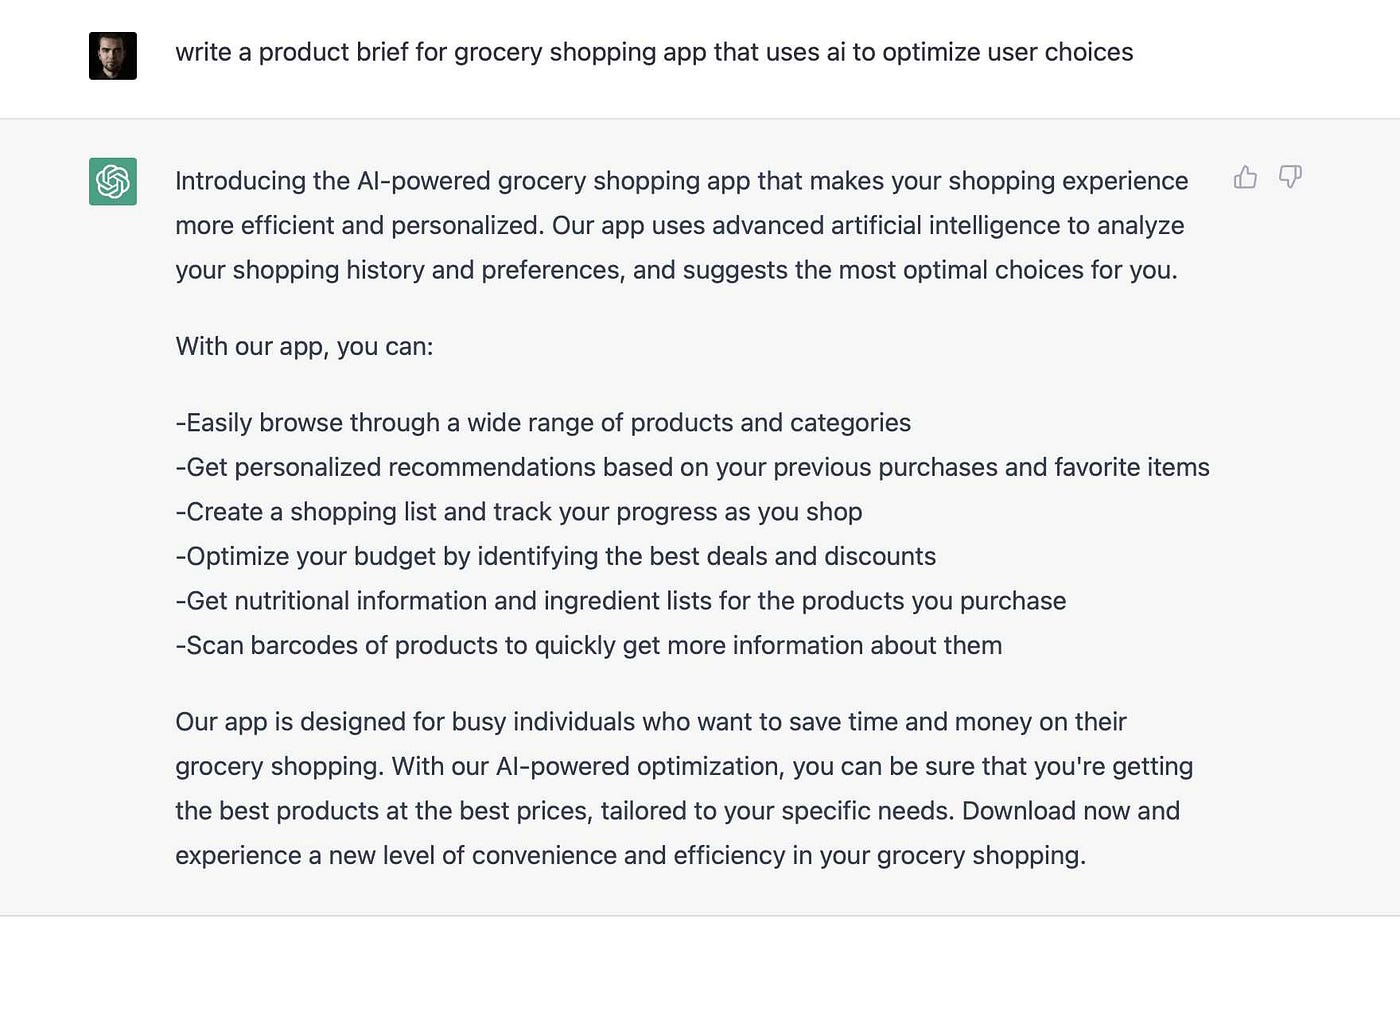 write a product brief for grocery shopping app that uses ai to optimize user choices
Introducing the AI-powered grocery shopping app that makes your shopping experience
more efficient and personalized. Our app uses advanced artificial intelligence to analyze
your shopping history and preferences, and suggests the most optimal choices for you.
With our app, you can:
-Easily browse through a wide range of products and categories
-Get personalized recommendations based on your previous purchases and favorite items
-Create a shopping list and track your progress as you shop
-Optimize your budget by identifying the best deals and discounts
-Get nutritional information and ingredient lists for the products you purchase
-Scan barcodes of products to quickly get more information about them
Our app is designed for busy individuals who want to save time and money on their
grocery shopping. With our AI-powered optimization, you can be sure that you're getting
the best products at the best prices, tailored to your specific needs. Download now and
experience a new level of convenience and efficiency in your grocery shopping.